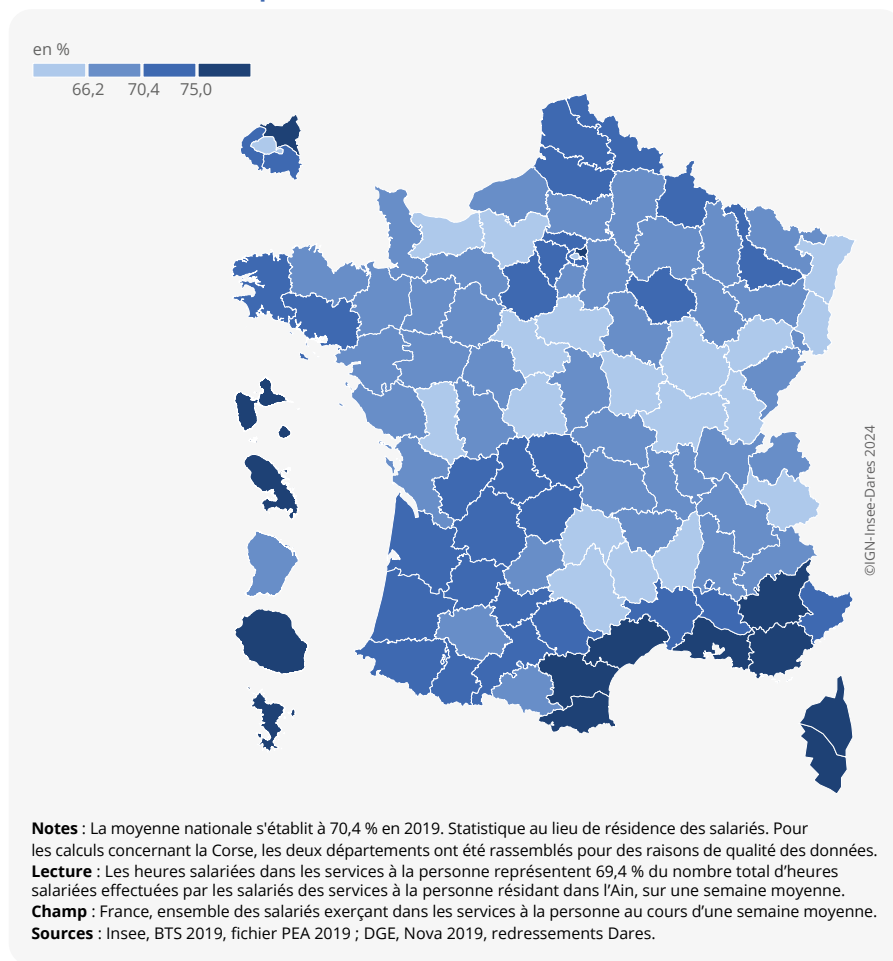 en %
66,2 70,4 75,0
©IGN-Insee-Dares 2024
Notes : La moyenne nationale s'établit à 70,4 % en 2019. Statistique au lieu de résidence des salariés. Pour
les calculs concernant la Corse, les deux départements ont été rassemblés pour des raisons de qualité des données.
Lecture : Les heures salariées dans les services à la personne représentent 69,4 % du nombre total d’heures
salariées effectuées par les salariés des services à la personne résidant dans l’Ain, sur une semaine moyenne.
Champ : France, ensemble des salariés exerçant dans les services à la personne au cours d’une semaine moyenne.
Sources : Insee, BTS 2019, fichier PEA 2019 ; DGE, Nova 2019, redressements Dares.